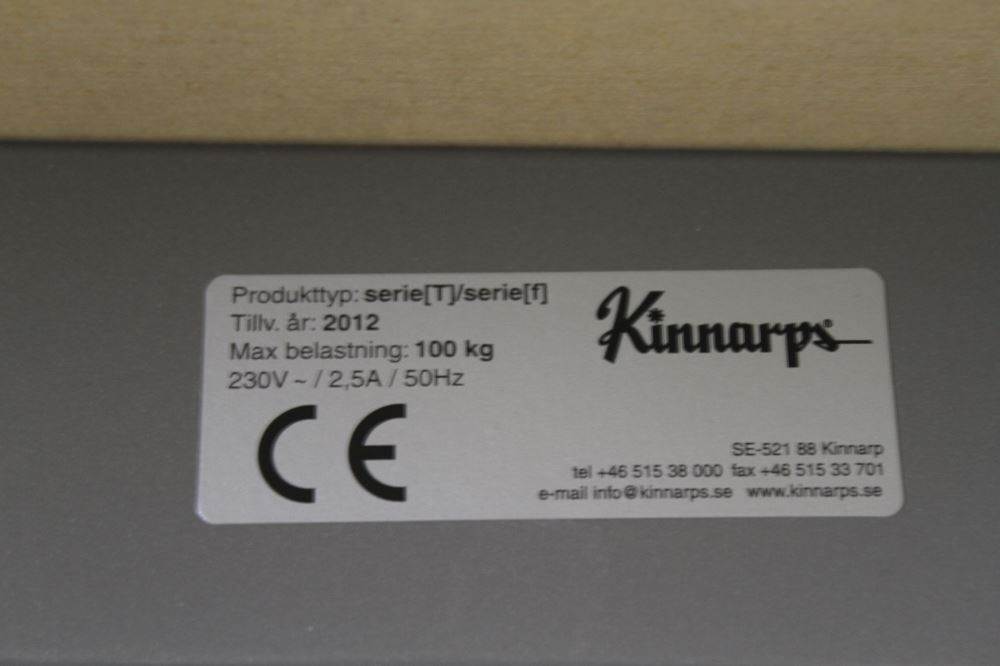 Produkttyp: serie[T]/serie[f]
Tillv. år: 2012
Max belastning: 100 kg
230V ~ / 2,5A / 50Hz
CE
Kinnarps
SE-521 88 Kinnarp
tel +46 515 38 000 fax +46 515 33 701
e-mail info@kinnarps.se www.kinnarps.se